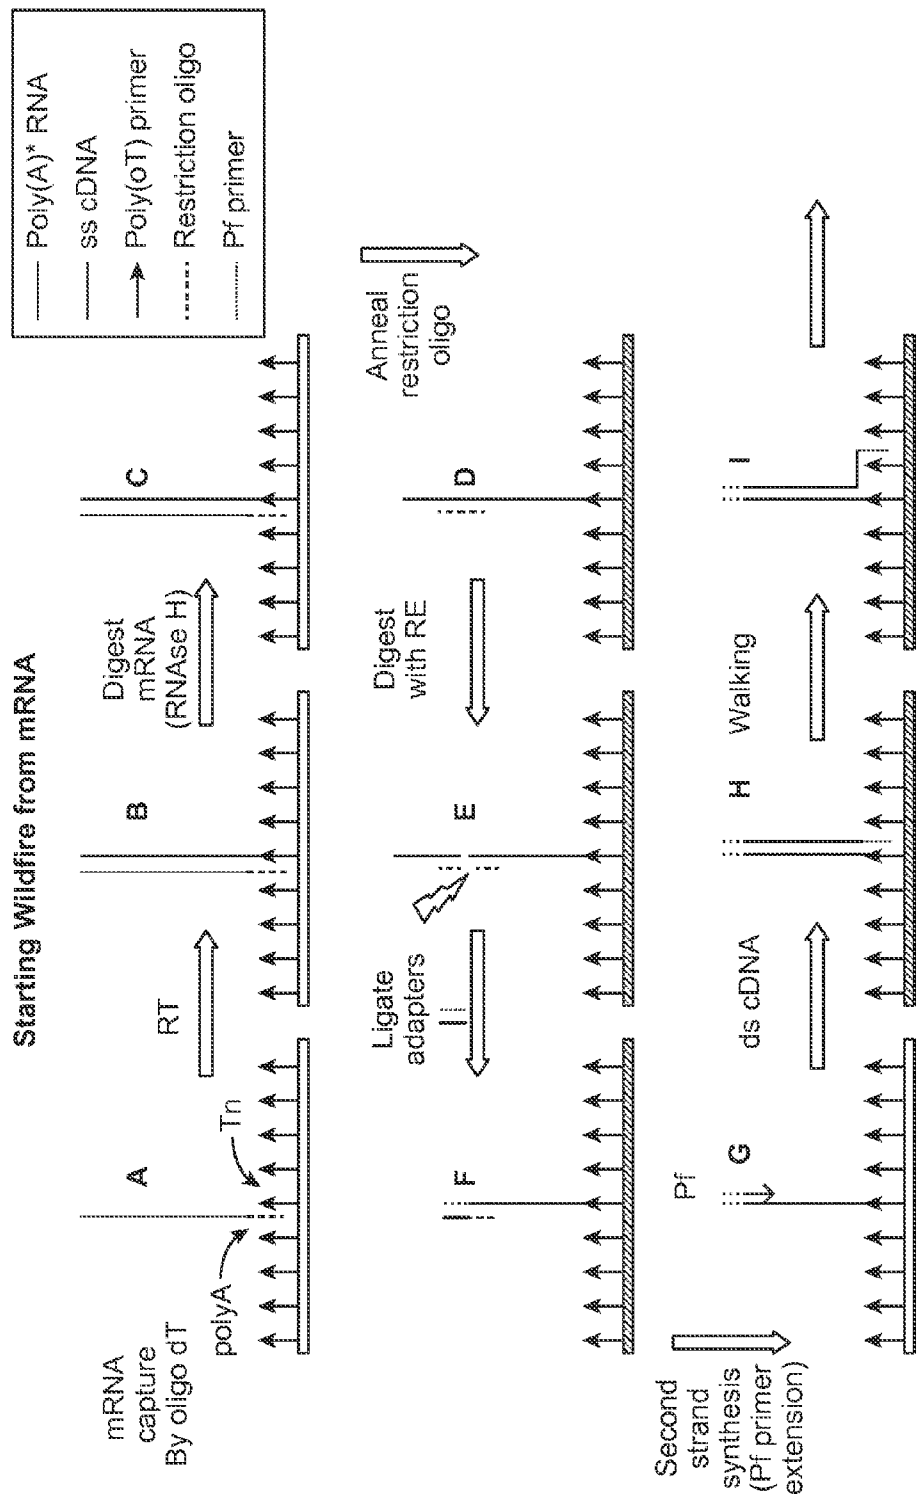 Starting Wildfire from mRNA
Poly(A)* RNA
ss cDNA
Poly(oT) primer
Restriction oligo
Pf primer
mRNA
capture
By oligo dT
polyA
Tn
A
RT
B
Digest
mRNA
(RNAse H)
C
Anneal
restriction
oligo
D
Digest
with RE
E
Ligate
adapters
F
Second
strand
synthesis
(Pf primer
extension)
Pf
G
ds cDNA
H
Walking
I